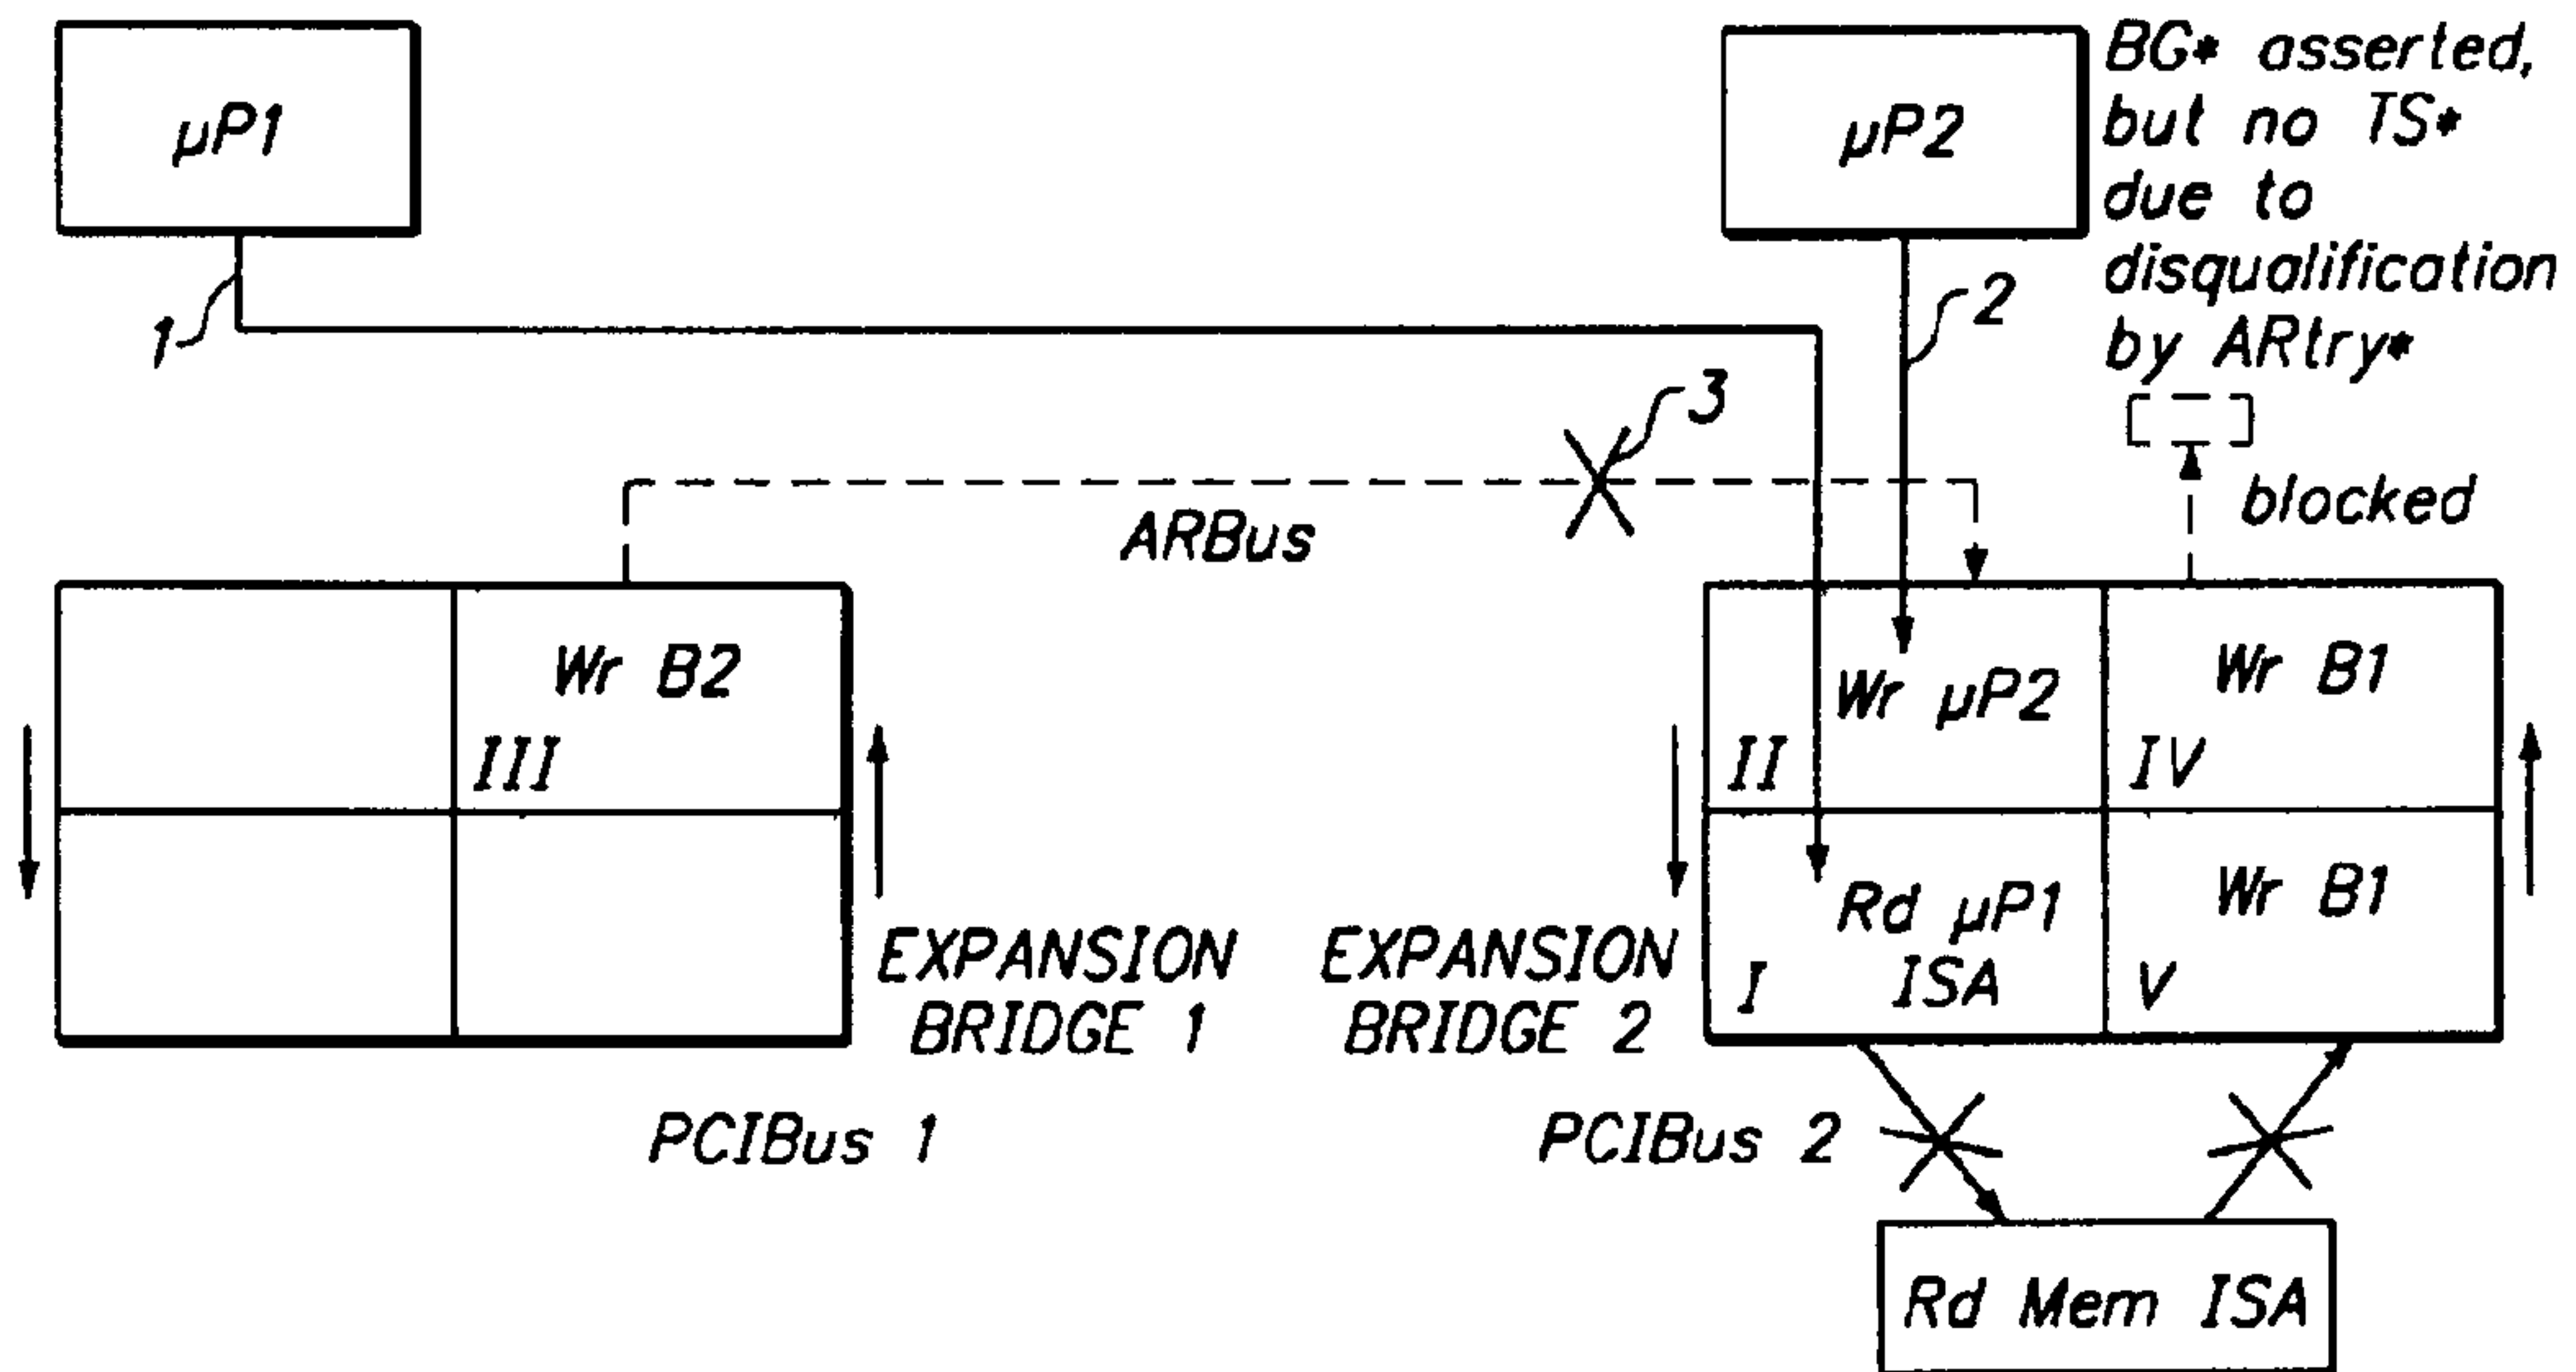 μP1
μP2
BG* asserted,
but no TS*
due to
disqualification
by ARtry*
1
2
3
ARBus
blocked
Wr B2
III
Wr μP2
II
Wr B1
IV
EXPANSION
BRIDGE 1
EXPANSION
BRIDGE 2
Rd μP1
ISA
I
Wr B1
V
PCIBus 1
PCIBus 2
Rd Mem ISA